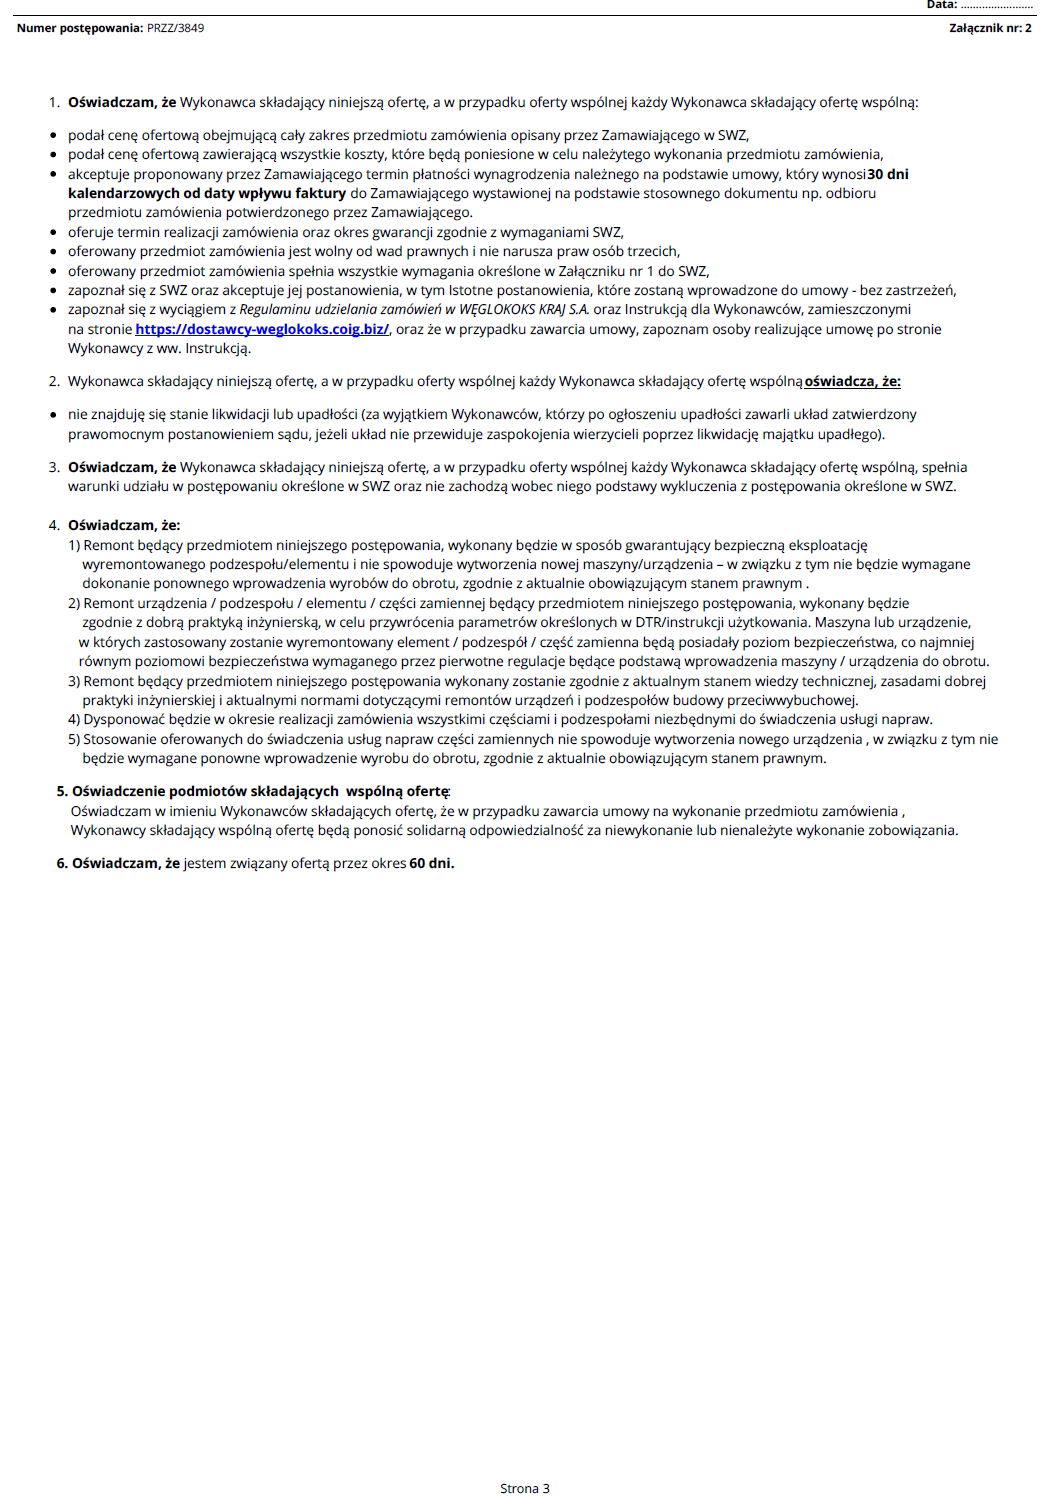 Data: ........................
Numer postępowania: PRZZ/3849
Załącznik nr: 2
1. Oświadczam, że Wykonawca składający niniejszą ofertę, a w przypadku oferty wspólnej każdy Wykonawca składający ofertę wspólną:
● podał cenę ofertową obejmującą cały zakres przedmiotu zamówienia opisany przez Zamawiającego w SWZ,
● podał cenę ofertową zawierającą wszystkie koszty, które będą poniesione w celu należytego wykonania przedmiotu zamówienia,
● akceptuje proponowany przez Zamawiającego termin płatności wynagrodzenia należnego na podstawie umowy, który wynosi 30 dni
kalendarzowych od daty wpływu faktury do Zamawiającego wystawionej na podstawie stosownego dokumentu np. odbioru
przedmiotu zamówienia potwierdzonego przez Zamawiającego.
● oferuje termin realizacji zamówienia oraz okres gwarancji zgodnie z wymaganiami SWZ,
● oferowany przedmiot zamówienia jest wolny od wad prawnych i nie narusza praw osób trzecich,
● oferowany przedmiot zamówienia spełnia wszystkie wymagania określone w Załączniku nr 1 do SWZ,
● zapoznał się z SWZ oraz akceptuje jej postanowienia, w tym Istotne postanowienia, które zostaną wprowadzone do umowy - bez zastrzeżeń,
● zapoznał się z wyciągiem z Regulaminu udzielania zamówień w WĘGLOKOKS KRAJ S.A. oraz Instrukcją dla Wykonawców, zamieszczonymi
na stronie https://dostawcy-weglokoks.coig.biz/, oraz że w przypadku zawarcia umowy, zapoznam osoby realizujące umowę po stronie
Wykonawcy z ww. Instrukcją.
2. Wykonawca składający niniejszą ofertę, a w przypadku oferty wspólnej każdy Wykonawca składający ofertę wspólną oświadcza, że:
● nie znajduję się stanie likwidacji lub upadłości (za wyjątkiem Wykonawców, którzy po ogłoszeniu upadłości zawarli układ zatwierdzony
prawomocnym postanowieniem sądu, jeżeli układ nie przewiduje zaspokojenia wierzycieli poprzez likwidację majątku upadłego).
3. Oświadczam, że Wykonawca składający niniejszą ofertę, a w przypadku oferty wspólnej każdy Wykonawca składający ofertę wspólną, spełnia
warunki udziału w postępowaniu określone w SWZ oraz nie zachodzą wobec niego podstawy wykluczenia z postępowania określone w SWZ.
4. Oświadczam, że:
1) Remont będący przedmiotem niniejszego postępowania, wykonany będzie w sposób gwarantujący bezpieczną eksploatację
wyremontowanego podzespołu/elementu i nie spowoduje wytworzenia nowej maszyny/urządzenia – w związku z tym nie będzie wymagane
dokonanie ponownego wprowadzenia wyrobów do obrotu, zgodnie z aktualnie obowiązującym stanem prawnym .
2) Remont urządzenia / podzespołu / elementu / części zamiennej będący przedmiotem niniejszego postępowania, wykonany będzie
zgodnie z dobrą praktyką inżynierską, w celu przywrócenia parametrów określonych w DTR/instrukcji użytkowania. Maszyna lub urządzenie,
w których zastosowany zostanie wyremontowany element / podzespół / część zamienna będą posiadały poziom bezpieczeństwa, co najmniej
równym poziomowi bezpieczeństwa wymaganego przez pierwotne regulacje będące podstawą wprowadzenia maszyny / urządzenia do obrotu.
3) Remont będący przedmiotem niniejszego postępowania wykonany zostanie zgodnie z aktualnym stanem wiedzy technicznej, zasadami dobrej
praktyki inżynierskiej i aktualnymi normami dotyczącymi remontów urządzeń i podzespołów budowy przeciwwybuchowej.
4) Dysponować będzie w okresie realizacji zamówienia wszystkimi częściami i podzespołami niezbędnymi do świadczenia usługi napraw.
5) Stosowanie oferowanych do świadczenia usług napraw części zamiennych nie spowoduje wytworzenia nowego urządzenia , w związku z tym nie
będzie wymagane ponowne wprowadzenie wyrobu do obrotu, zgodnie z aktualnie obowiązującym stanem prawnym.
5. Oświadczenie podmiotów składających wspólną ofertę:
Oświadczam w imieniu Wykonawców składających ofertę, że w przypadku zawarcia umowy na wykonanie przedmiotu zamówienia ,
Wykonawcy składający wspólną ofertę będą ponosić solidarną odpowiedzialność za niewykonanie lub nienależyte wykonanie zobowiązania.
6. Oświadczam, że jestem związany ofertą przez okres 60 dni.
Strona 3